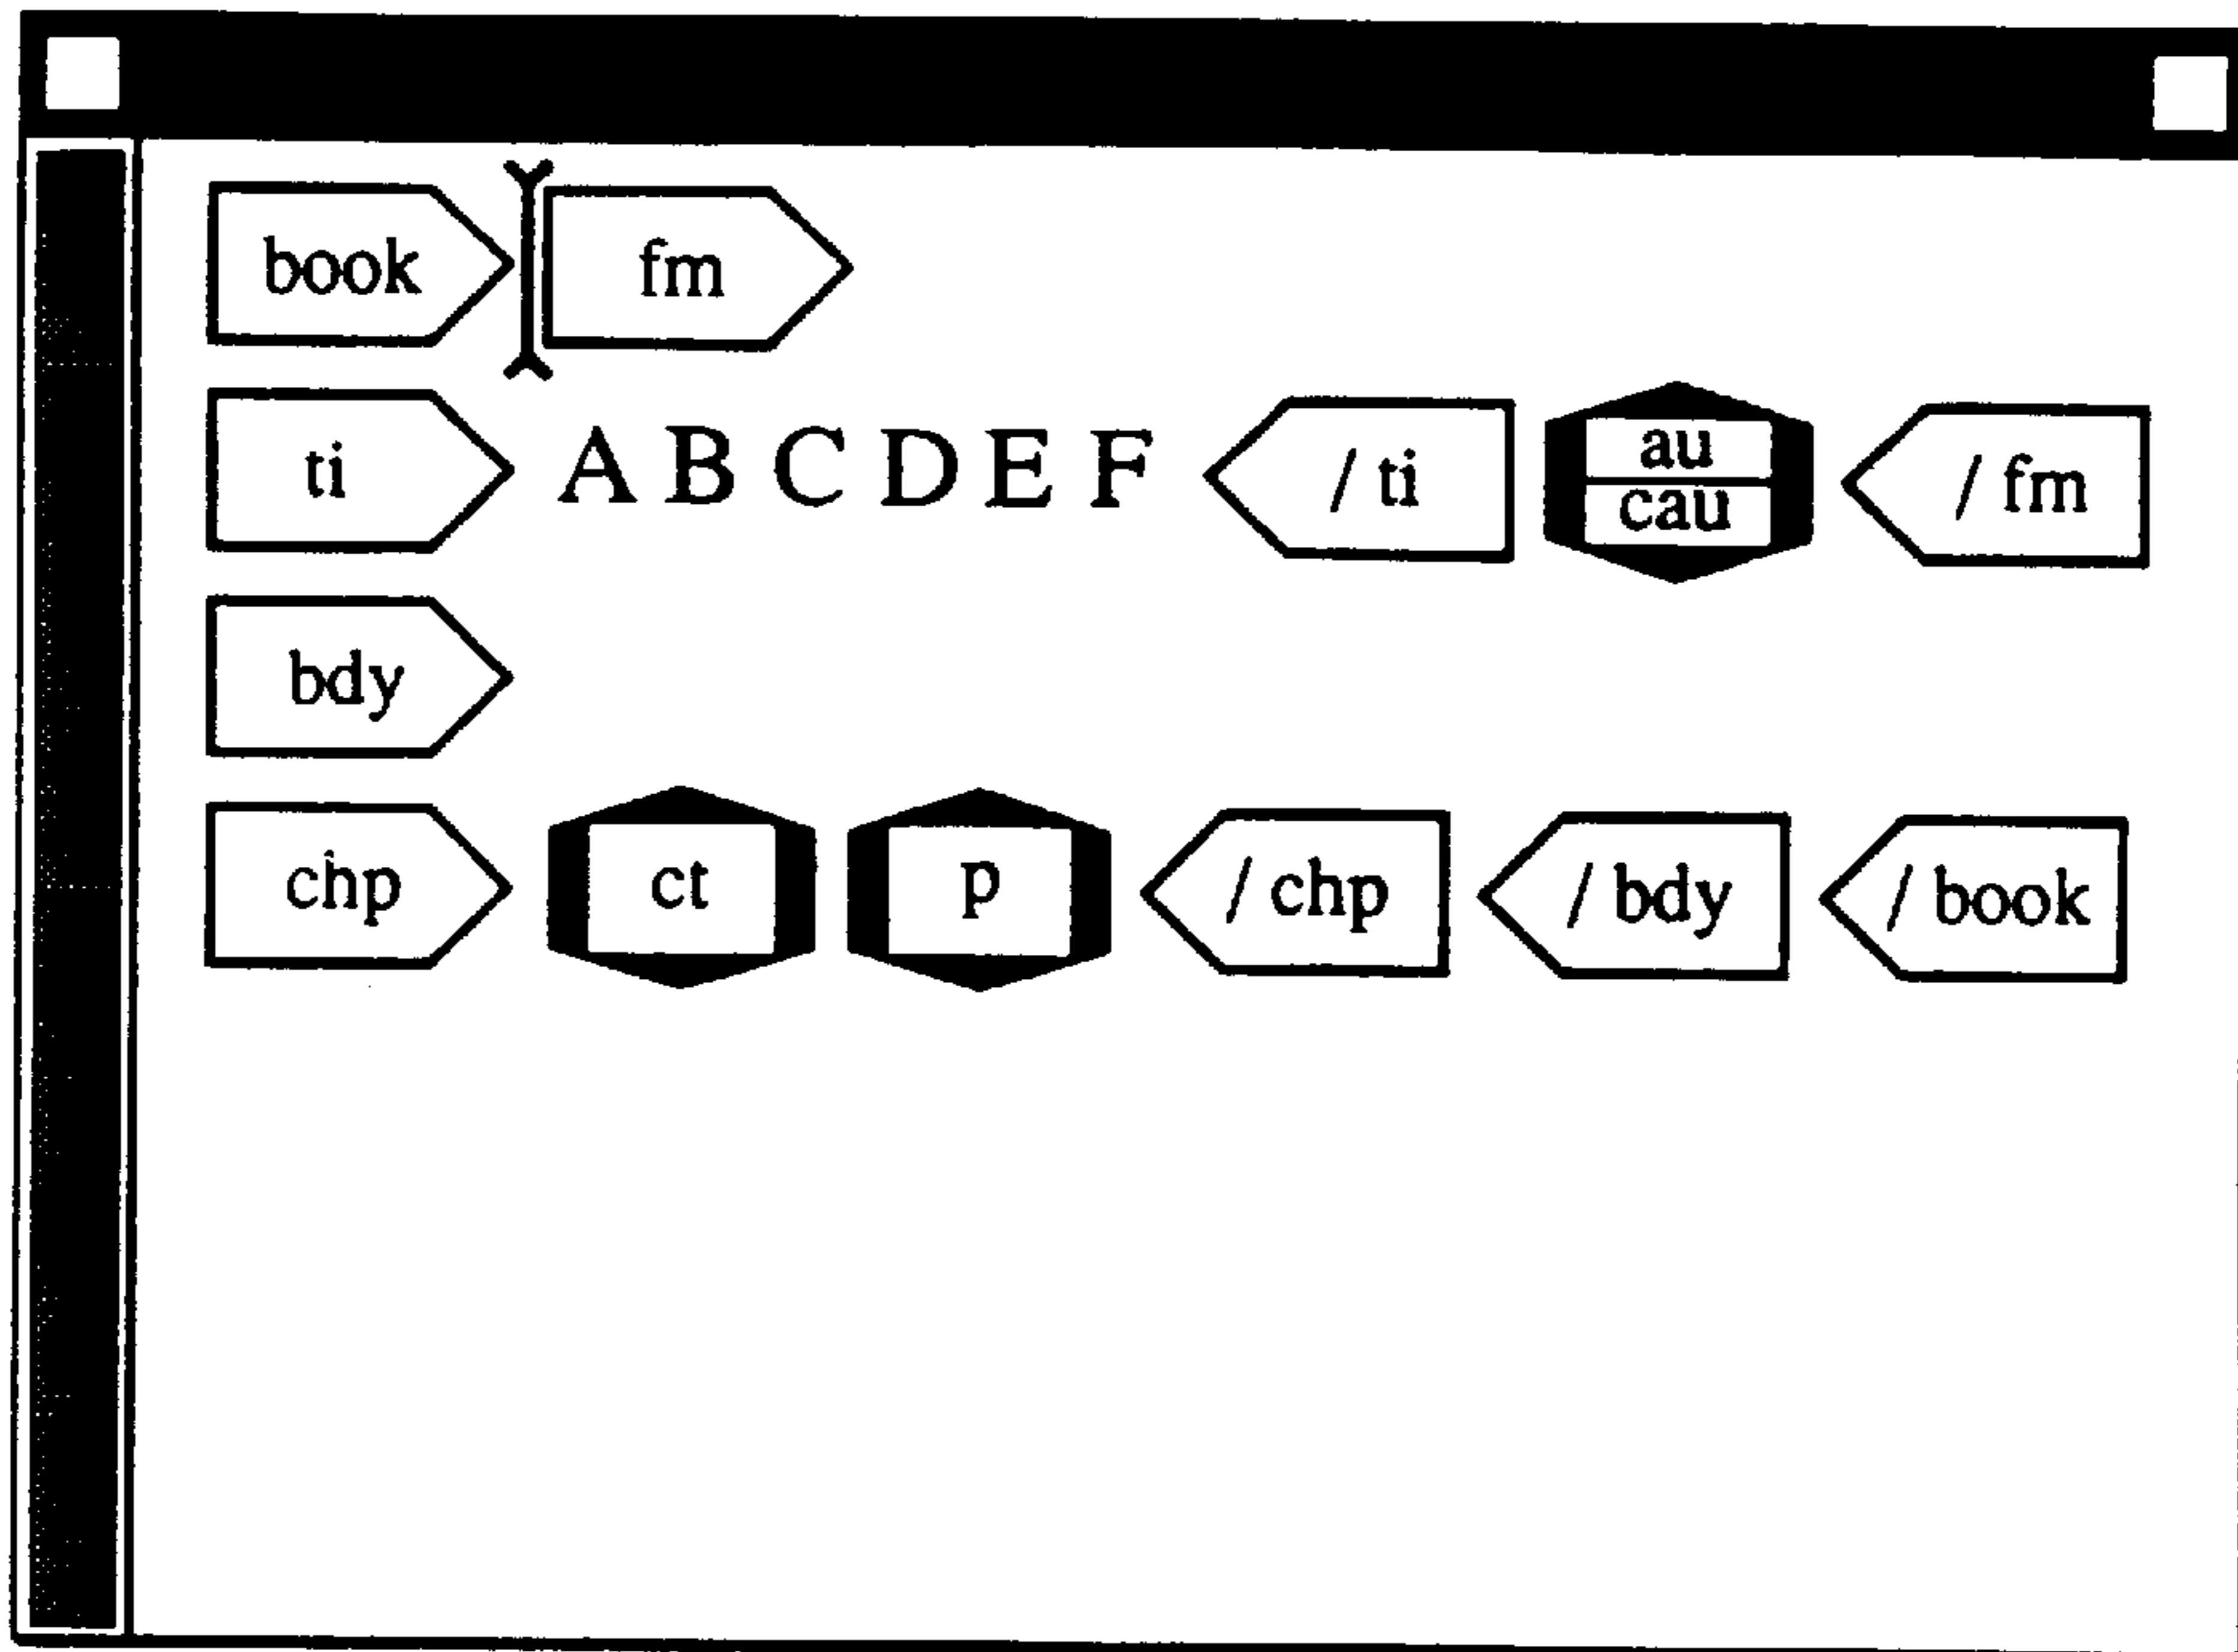 book fm
ti A B C D E F / ti au / fm
cau
bdy
chp ct p / chp / bdy / book